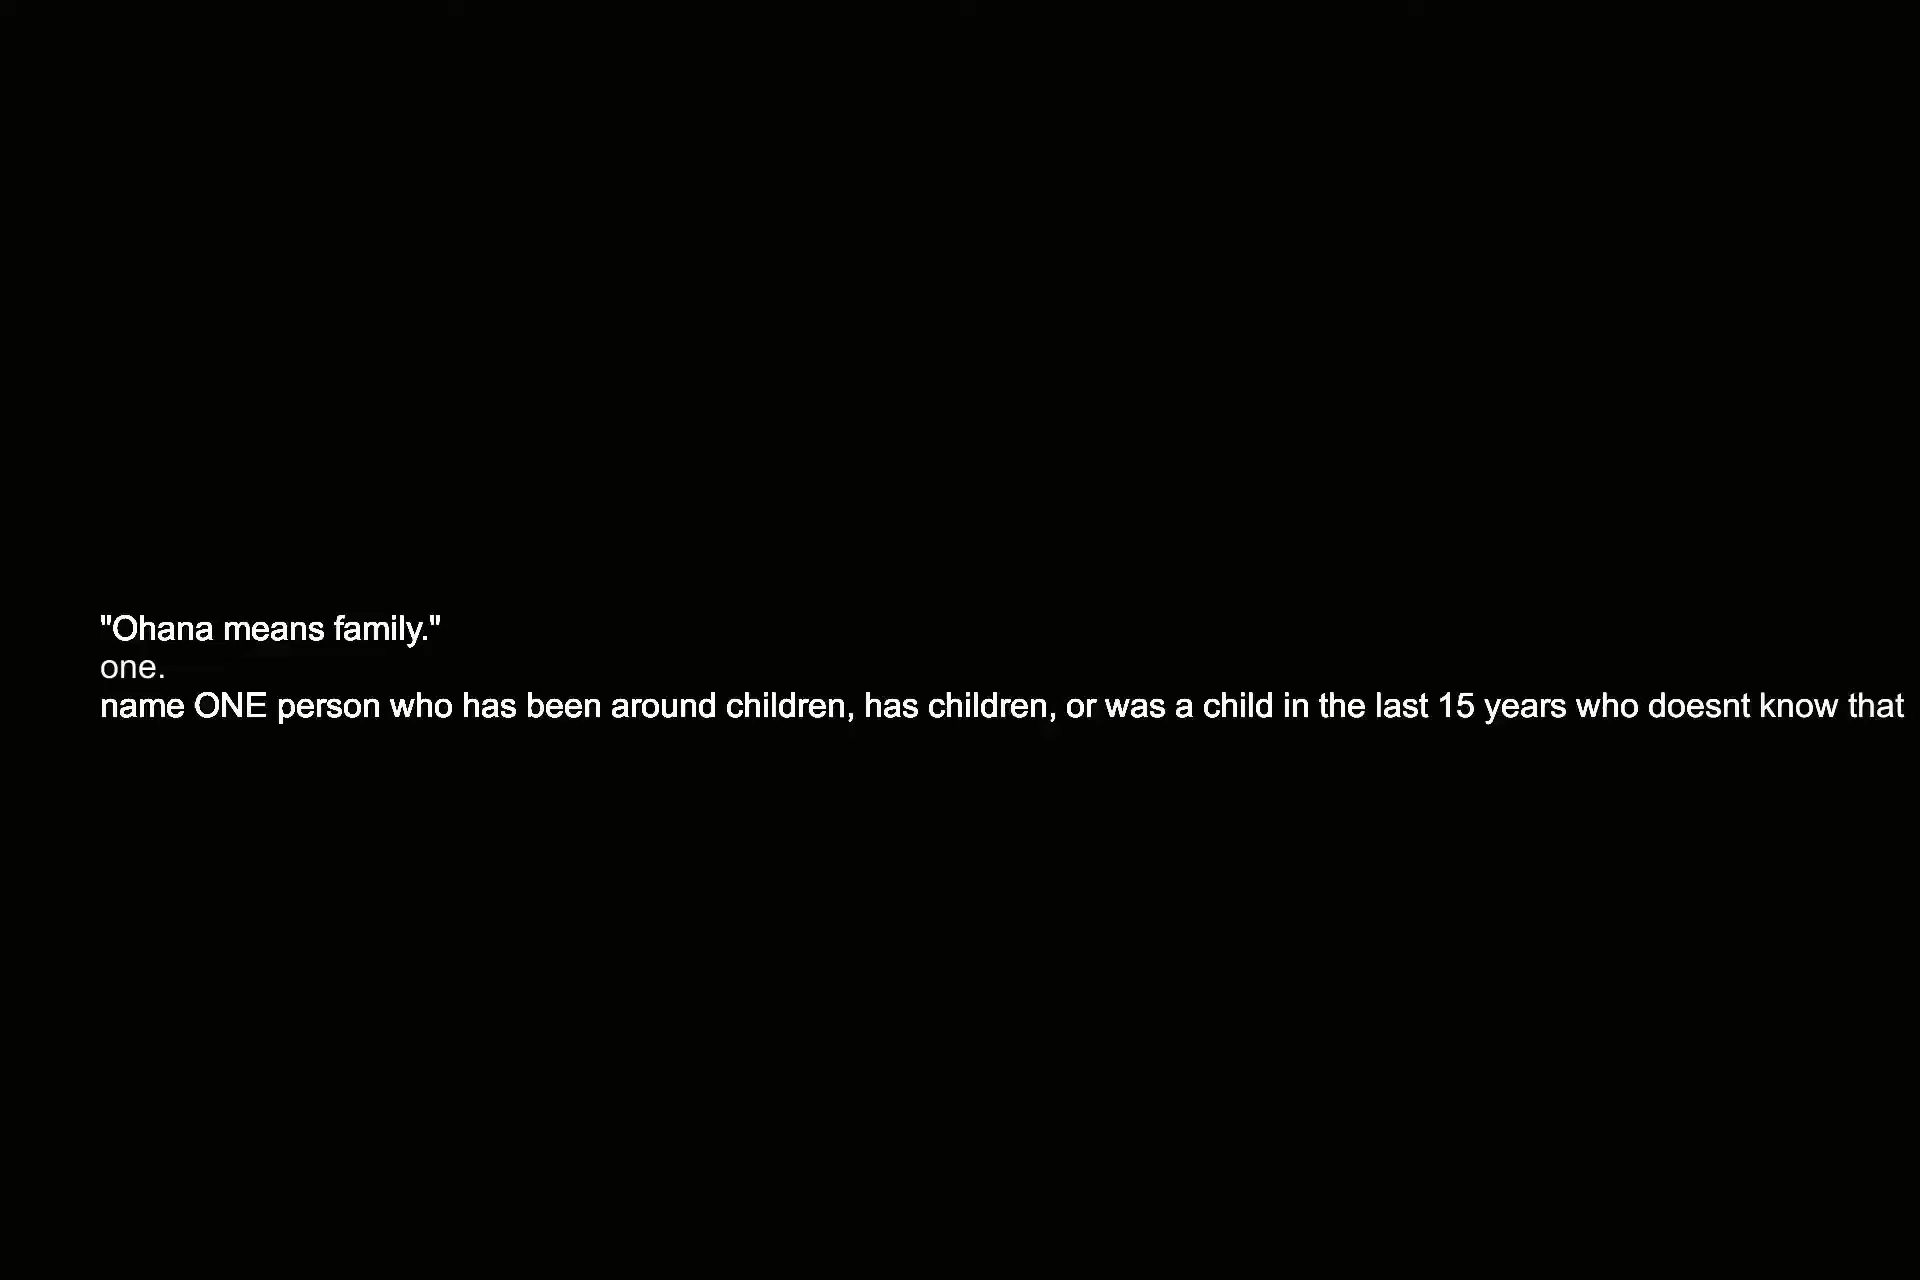 "Ohana means family."
one.
name ONE person who has been around children, has children, or was a child in the last 15 years who doesnt know that